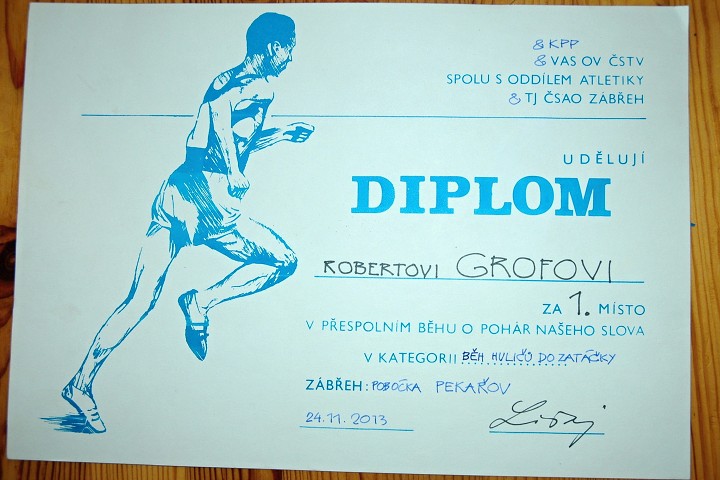 & KPP
& VAS OV ČSTV
SPOLU S ODDÍLEM ATLETIKY
& TJ ČSAO ZÁBŘEH
UDĚLUJÍ
DIPLOM
ROBERTOVI GROFOVI
ZA 1. MÍSTO
V PŘESPOLNÍM BĚHU O POHÁR NAŠEHO SLOVA
V KATEGORII BĚH HULIČŮ DO ZATÁČKY
ZÁBŘEH: POBOČKA PEKAŘOV
24.11.2013